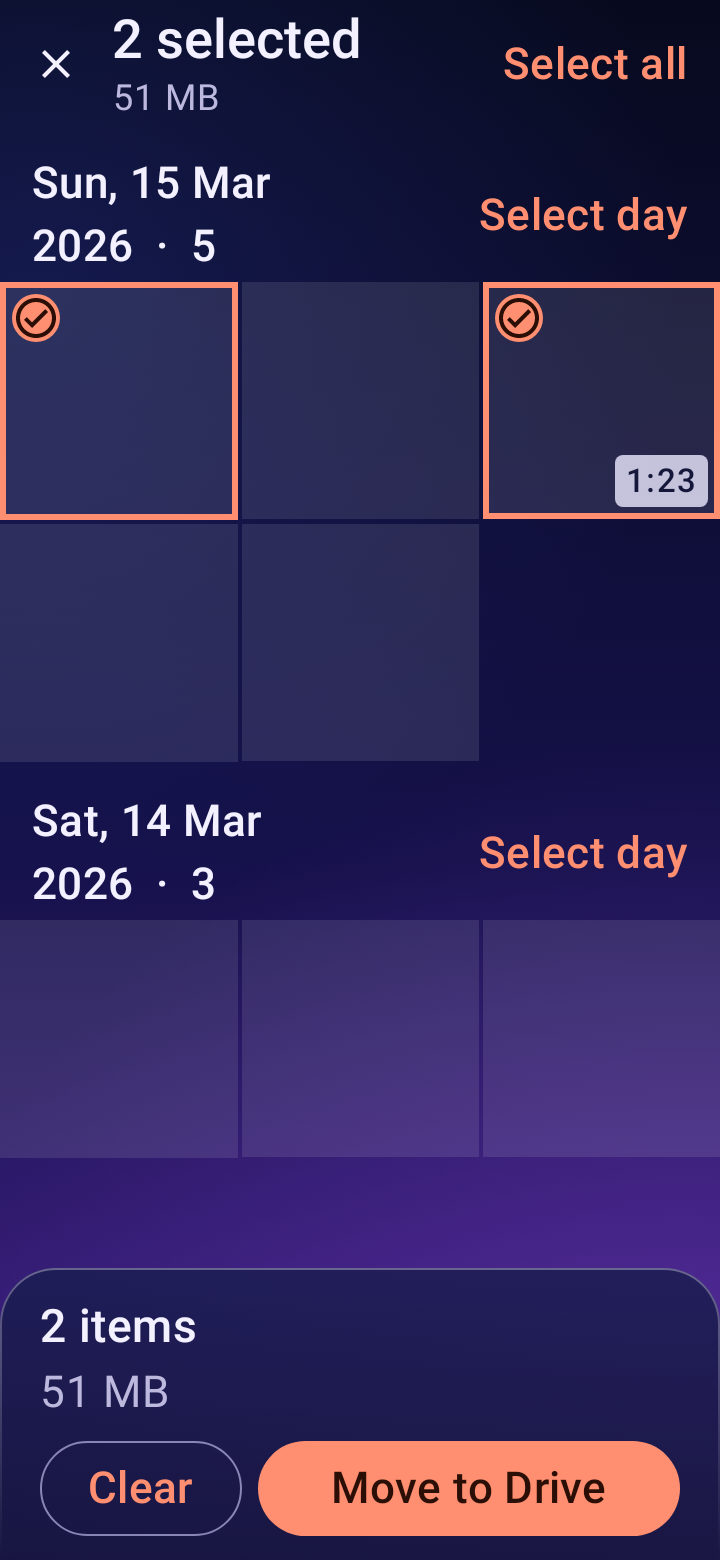 2 selected
51 MB
Select all
Sun, 15 Mar
2026 · 5
Select day
1:23
Sat, 14 Mar
2026 · 3
Select day
2 items
51 MB
Clear
Move to Drive